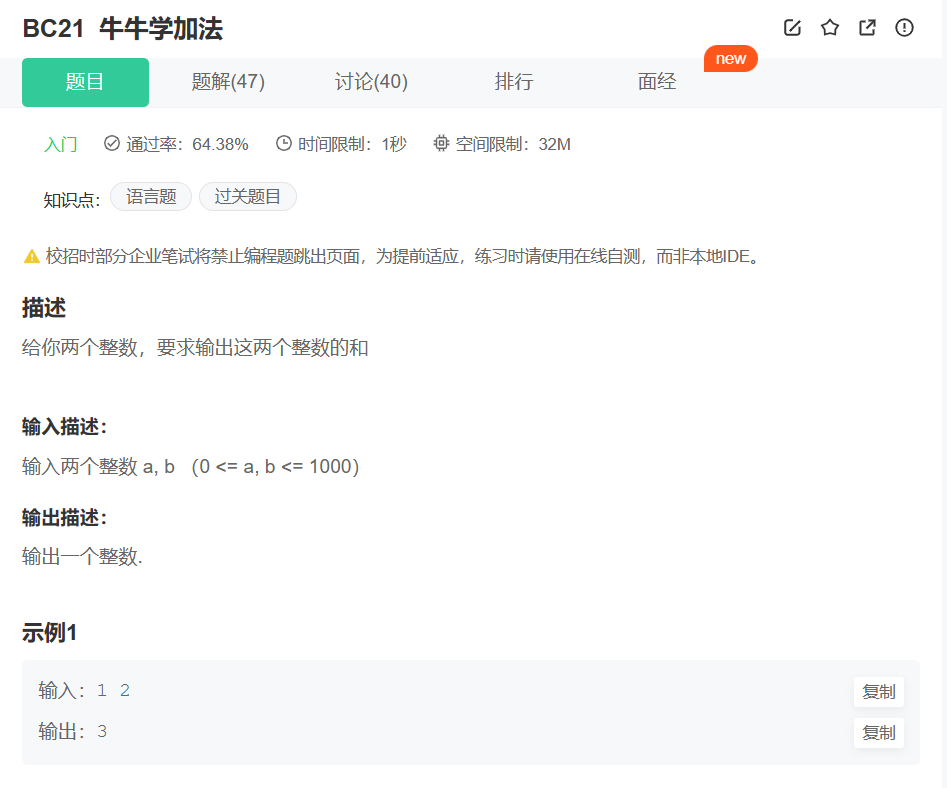 BC21 牛牛学加法
new
题目 题解(47) 讨论(40) 排行 面经
入门 通过率：64.38% 时间限制：1秒 空间限制：32M
知识点： 语言题 过关题目
校招时部分企业笔试将禁止编程题跳出页面，为提前适应，练习时请使用在线自测，而非本地IDE。
描述
给你两个整数，要求输出这两个整数的和
输入描述：
输入两个整数 a, b （0 <= a, b <= 1000）
输出描述：
输出一个整数.
示例1
输入：1 2 复制
输出：3 复制